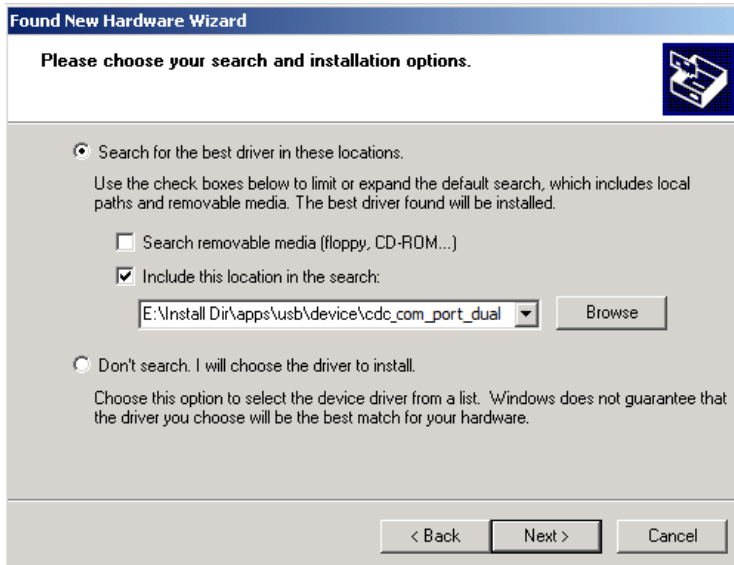 Found New Hardware Wizard
Please choose your search and installation options.
Search for the best driver in these locations.
Use the check boxes below to limit or expand the default search, which includes local
paths and removable media. The best driver found will be installed.
Search removable media (floppy, CD-ROM...)
Include this location in the search:
E:\Install Dir\apps\usb\device\cdc_com_port_dual
Browse
Don't search. I will choose the driver to install.
Choose this option to select the device driver from a list. Windows does not guarantee that
the driver you choose will be the best match for your hardware.
< Back
Next >
Cancel